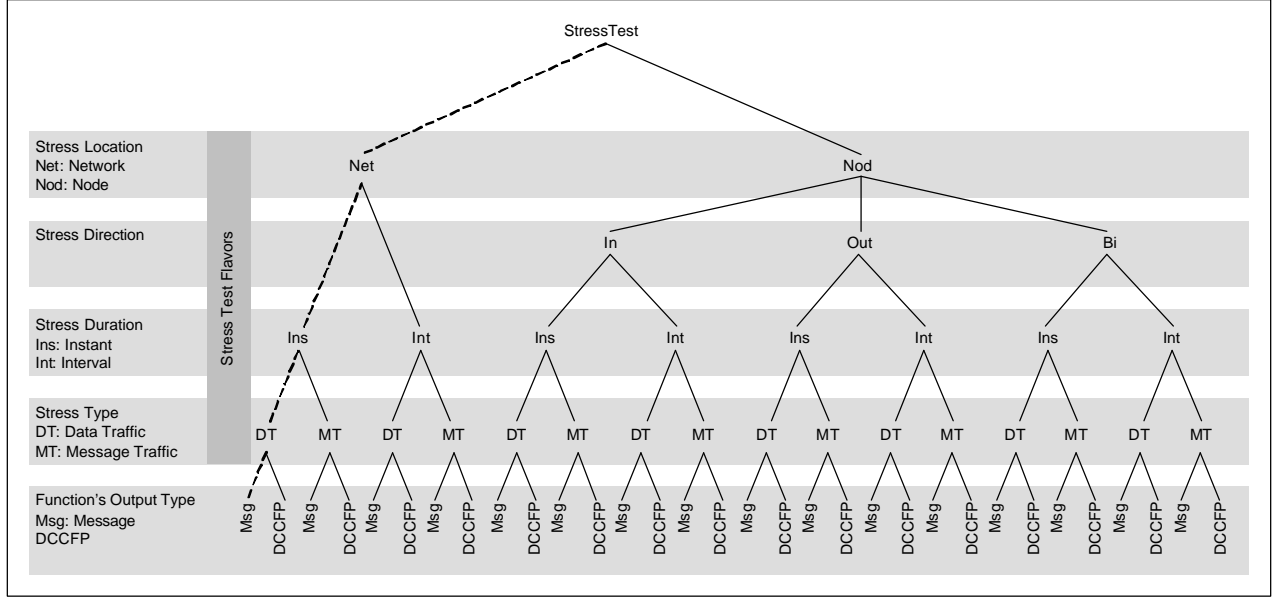 StressTest
Stress Location
Net: Network
Nod: Node
Net Nod
Stress Direction
In Out Bi
Stress Test Flavors
Stress Duration
Ins: Instant
Int: Interval
Ins Int Ins Int Ins Int Ins Int
Stress Type
DT: Data Traffic
MT: Message Traffic
DT MT DT MT DT MT DT MT DT MT DT MT DT MT DT MT
Function's Output Type
Msg: Message
DCCFP
Msg DCCFP Msg DCCFP Msg DCCFP Msg DCCFP Msg DCCFP Msg DCCFP Msg DCCFP Msg DCCFP Msg DCCFP Msg DCCFP Msg DCCFP Msg DCCFP Msg DCCFP Msg DCCFP Msg DCCFP Msg DCCFP